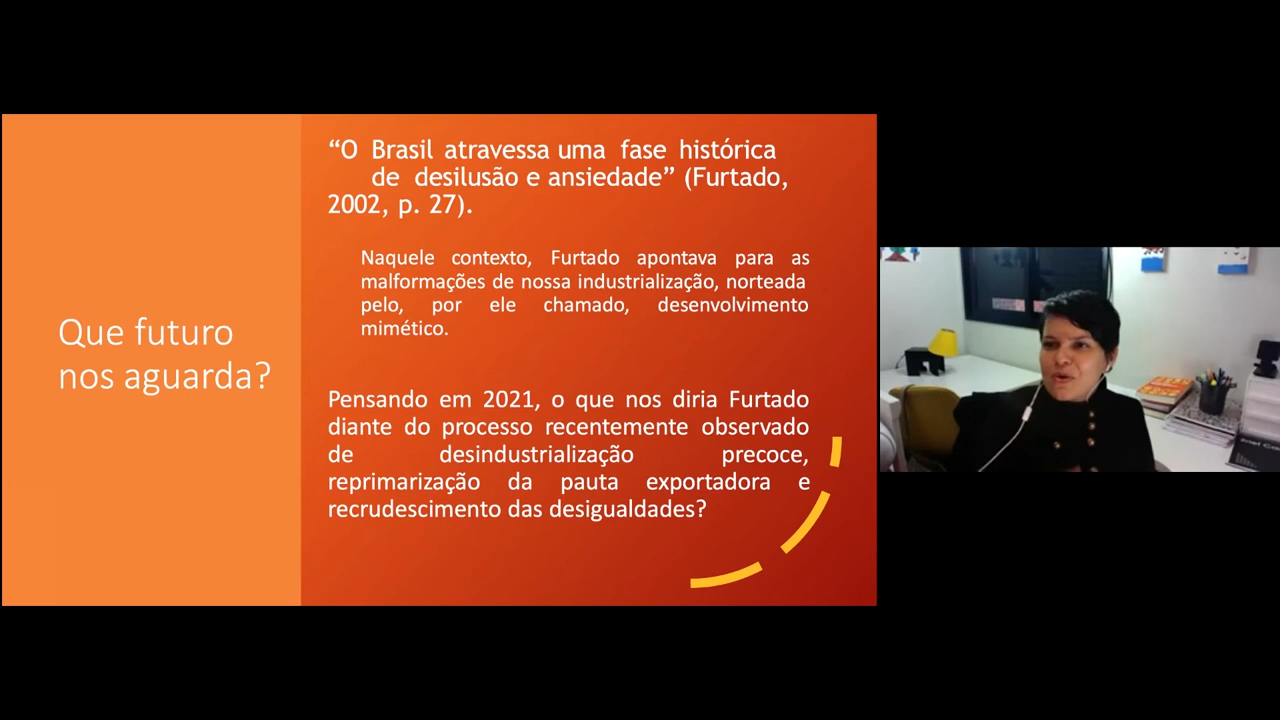 Que futuro
nos aguarda?
“O Brasil atravessa uma fase histórica
de desilusão e ansiedade” (Furtado,
2002, p. 27).
Naquele contexto, Furtado apontava para as
malformações de nossa industrialização, norteada
pelo, por ele chamado, desenvolvimento
mimético.
Pensando em 2021, o que nos diria Furtado
diante do processo recentemente observado
de desindustrialização precoce,
reprimarização da pauta exportadora e
recrudescimento das desigualdades?